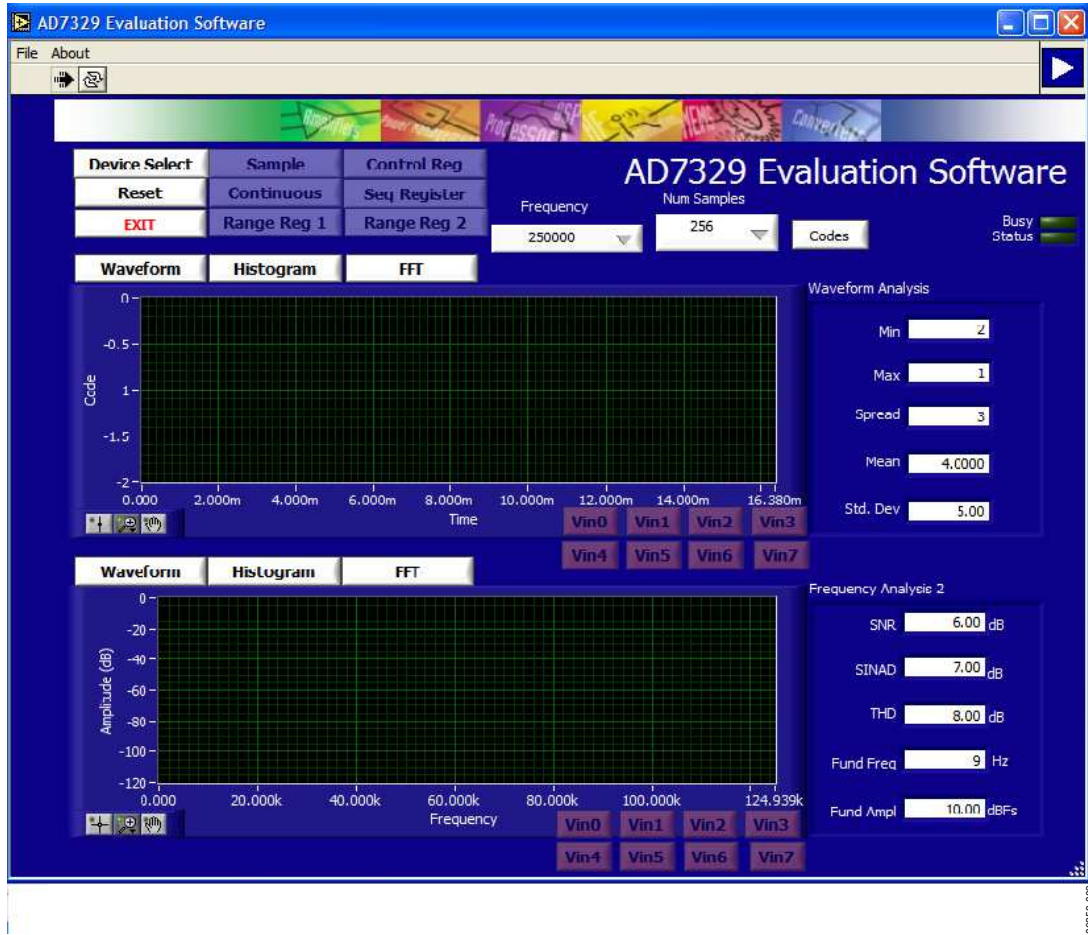 AD7329 Evaluation Software
File About
Amplifiers Power Processor DSP MEMS Converters
Device Select Sample Control Reg
AD7329 Evaluation Software
Reset Continuous Seq Register
Frequency Num Samples
EXIT Range Reg 1 Range Reg 2
250000 256 Codes
Busy
Status
Waveform Histogram FFT
Waveform Analysis
0
-0.5
1
-1.5
-2
Code
0.000 2.000m 4.000m 6.000m 8.000m 10.000m 12.000m 14.000m 16.380m
Time
Min 2
Max 1
Spread 3
Mean 4.0000
Std. Dev 5.00
Vin0 Vin1 Vin2 Vin3
Vin4 Vin5 Vin6 Vin7
Waveform Histogram FFT
Frequency Analysis 2
0
-20
-40
-60
-80
-100
-120
Amplitude (dB)
0.000 20.000k 40.000k 60.000k 80.000k 100.000k 124.939k
Frequency
SNR 6.00 dB
SINAD 7.00 dB
THD 8.00 dB
Fund Freq 9 Hz
Fund Ampl 10.00 dBFs
Vin0 Vin1 Vin2 Vin3
Vin4 Vin5 Vin6 Vin7